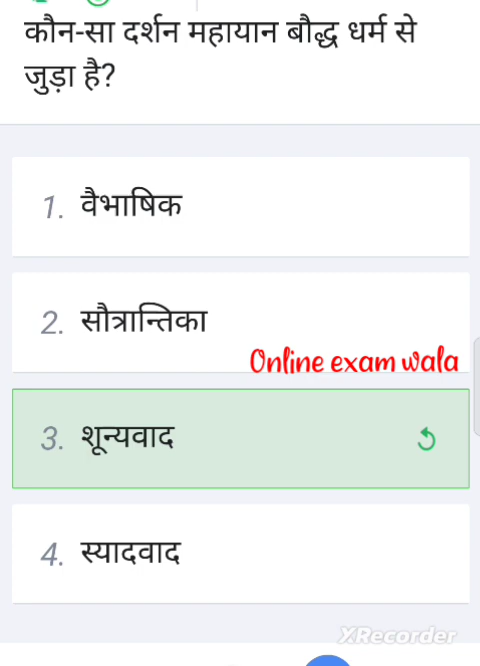 कौन-सा दर्शन महायान बौद्ध धर्म से
जुड़ा है?
1. वैभाषिक
2. सौत्रान्तिका
Online exam wala
3. शून्यवाद
4. स्यादवाद
XRecorder